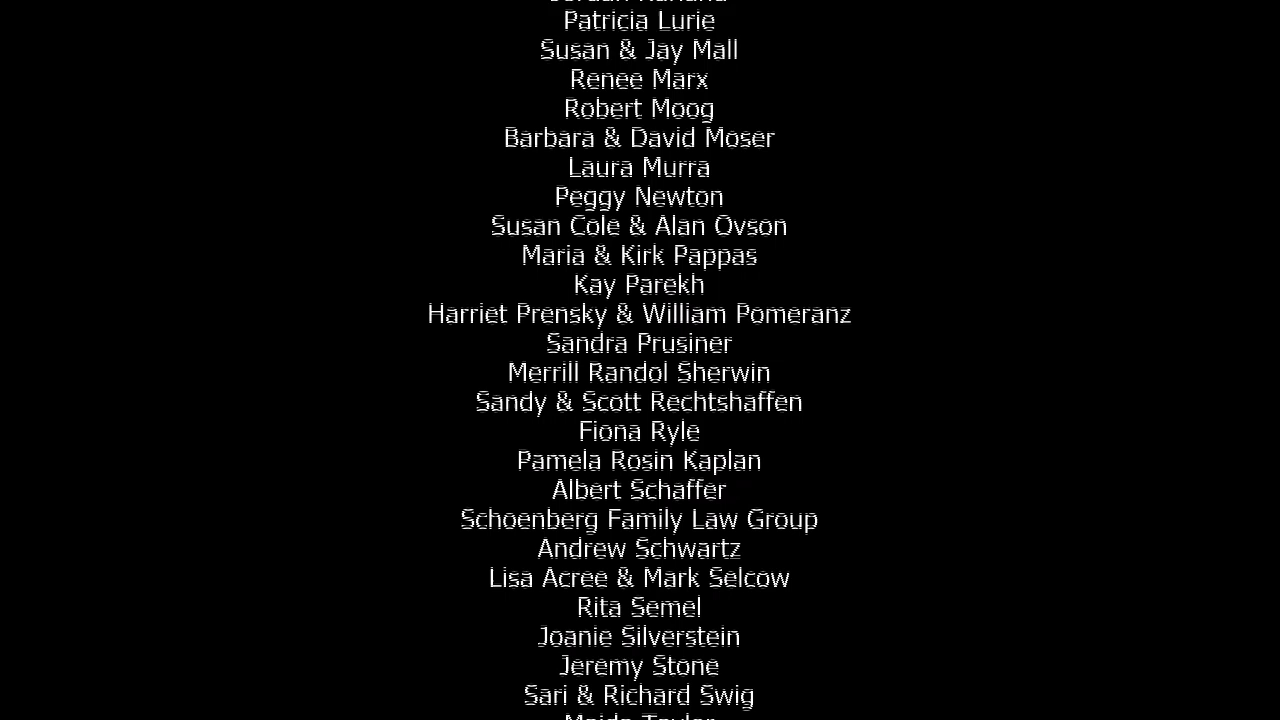 Patricia Lurie
Susan & Jay Mall
Renee Marx
Robert Moog
Barbara & David Moser
Laura Murra
Peggy Newton
Susan Cole & Alan Ovson
Maria & Kirk Pappas
Kay Parekh
Harriet Prensky & William Pomeranz
Sandra Prusiner
Merrill Randol Sherwin
Sandy & Scott Rechtshaffen
Fiona Ryle
Pamela Rosin Kaplan
Albert Schaffer
Schoenberg Family Law Group
Andrew Schwartz
Lisa Acree & Mark Selcow
Rita Semel
Joanie Silverstein
Jeremy Stone
Sari & Richard Swig